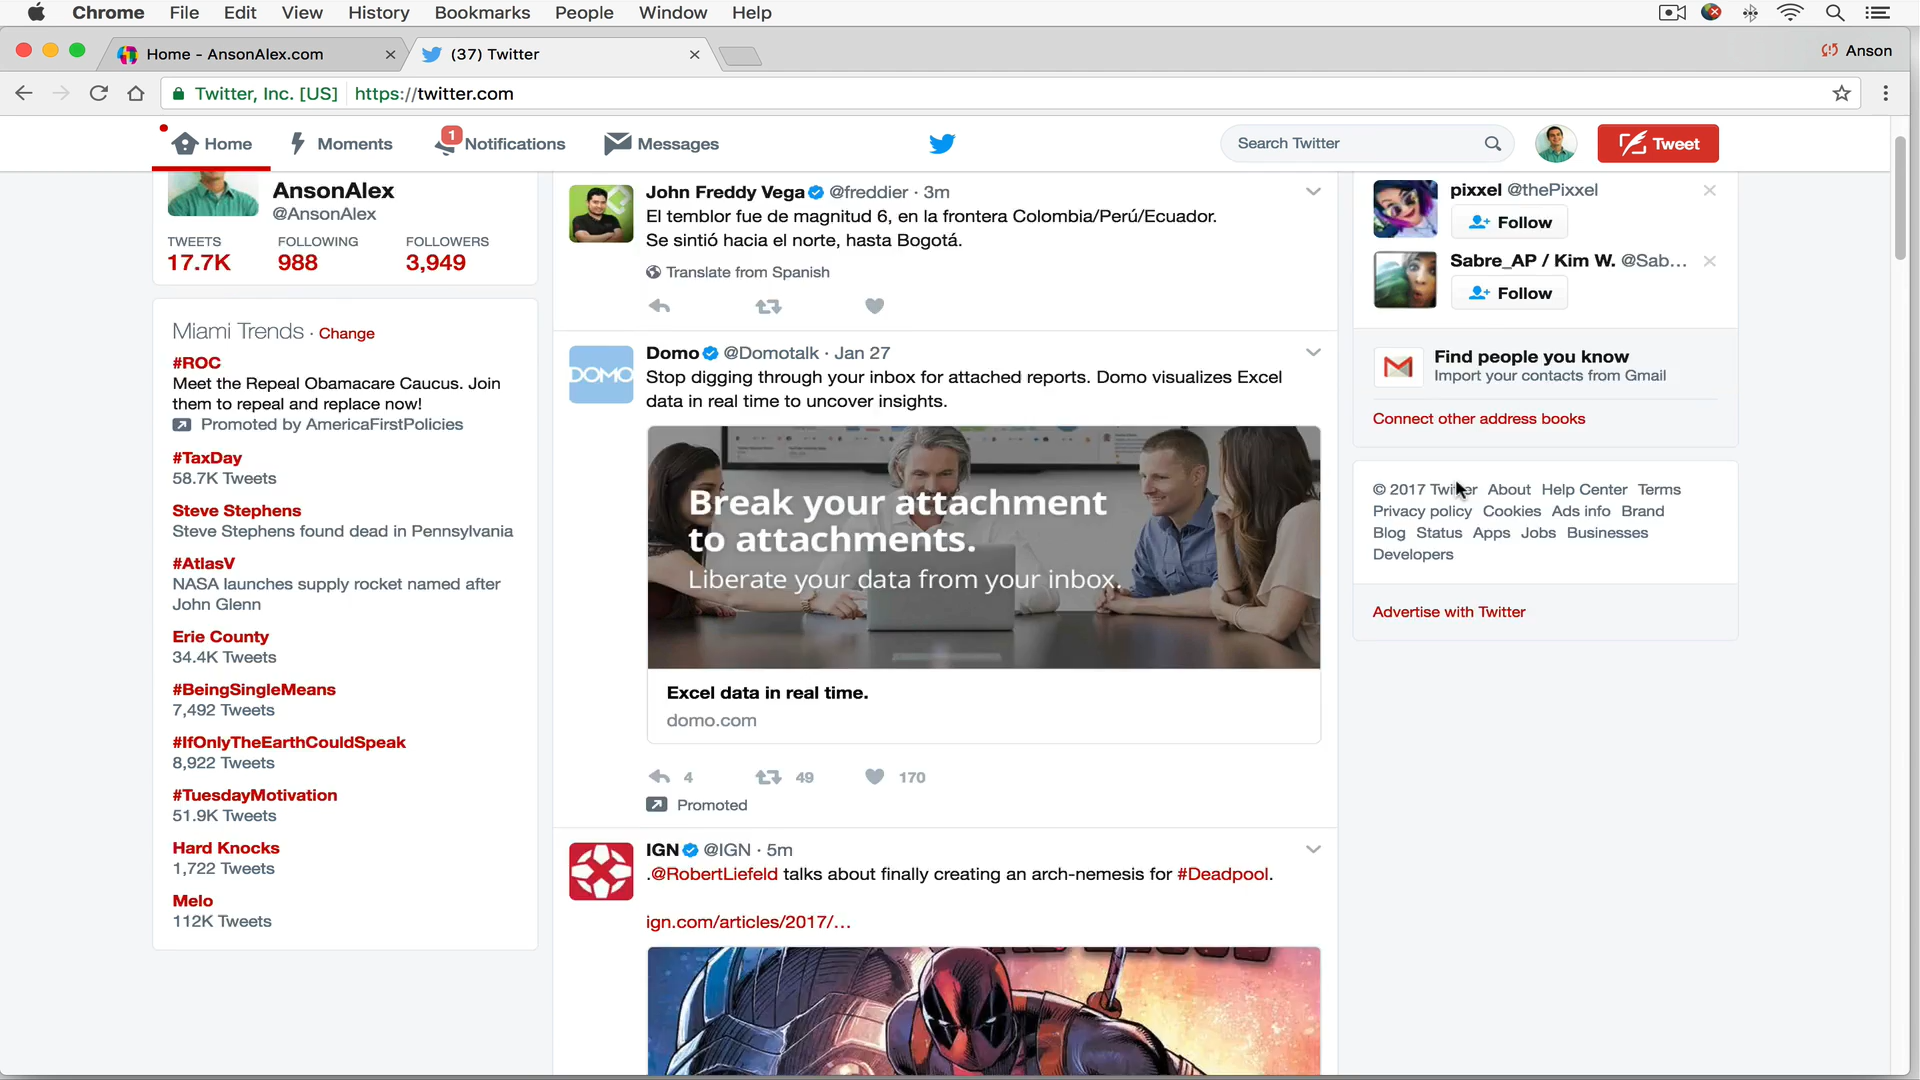 Chrome File Edit View History Bookmarks People Window Help
Home - AnsonAlex.com
(37) Twitter
Anson
Twitter, Inc. [US] https://twitter.com
Home
Moments
1
Notifications
Messages
Search Twitter
Tweet
AnsonAlex
@AnsonAlex
TWEETS FOLLOWING FOLLOWERS
17.7K 988 3,949
Miami Trends · Change
#ROC
Meet the Repeal Obamacare Caucus. Join
them to repeal and replace now!
Promoted by AmericaFirstPolicies
#TaxDay
58.7K Tweets
Steve Stephens
Steve Stephens found dead in Pennsylvania
#AtlasV
NASA launches supply rocket named after
John Glenn
Erie County
34.4K Tweets
#BeingSingleMeans
7,492 Tweets
#IfOnlyTheEarthCouldSpeak
8,922 Tweets
#TuesdayMotivation
51.9K Tweets
Hard Knocks
1,722 Tweets
Melo
112K Tweets
John Freddy Vega @freddier · 3m
El temblor fue de magnitud 6, en la frontera Colombia/Perú/Ecuador.
Se sintió hacia el norte, hasta Bogotá.
Translate from Spanish
DOMO
Domo @Domotalk · Jan 27
Stop digging through your inbox for attached reports. Domo visualizes Excel
data in real time to uncover insights.
Break your attachment
to attachments.
Liberate your data from your inbox.
Excel data in real time.
domo.com
4 49 170
Promoted
IGN @IGN · 5m
.@RobertLiefeld talks about finally creating an arch-nemesis for #Deadpool.
ign.com/articles/2017/…
pixxel @thePixxel
Follow
Sabre_AP / Kim W. @Sab...
Follow
Find people you know
Import your contacts from Gmail
Connect other address books
© 2017 Twitter About Help Center Terms
Privacy policy Cookies Ads info Brand
Blog Status Apps Jobs Businesses
Developers
Advertise with Twitter